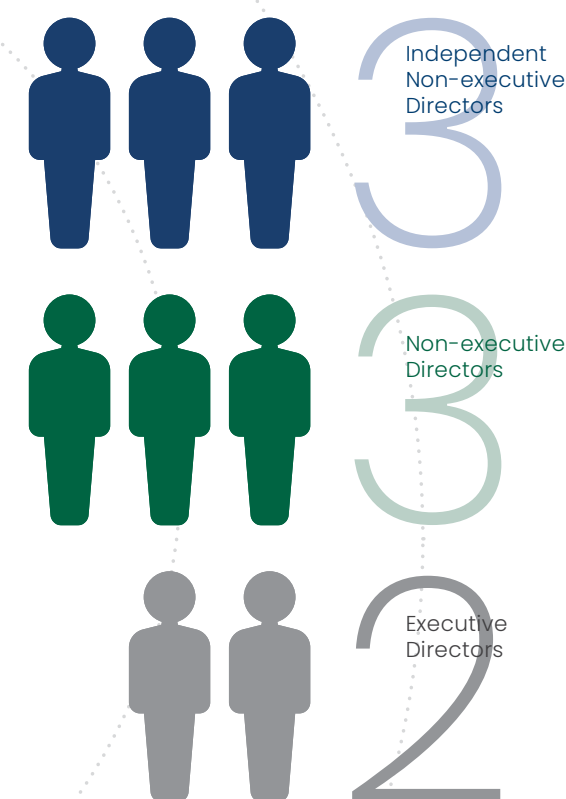 3
Independent
Non-executive
Directors
3
Non-executive
Directors
2
Executive
Directors